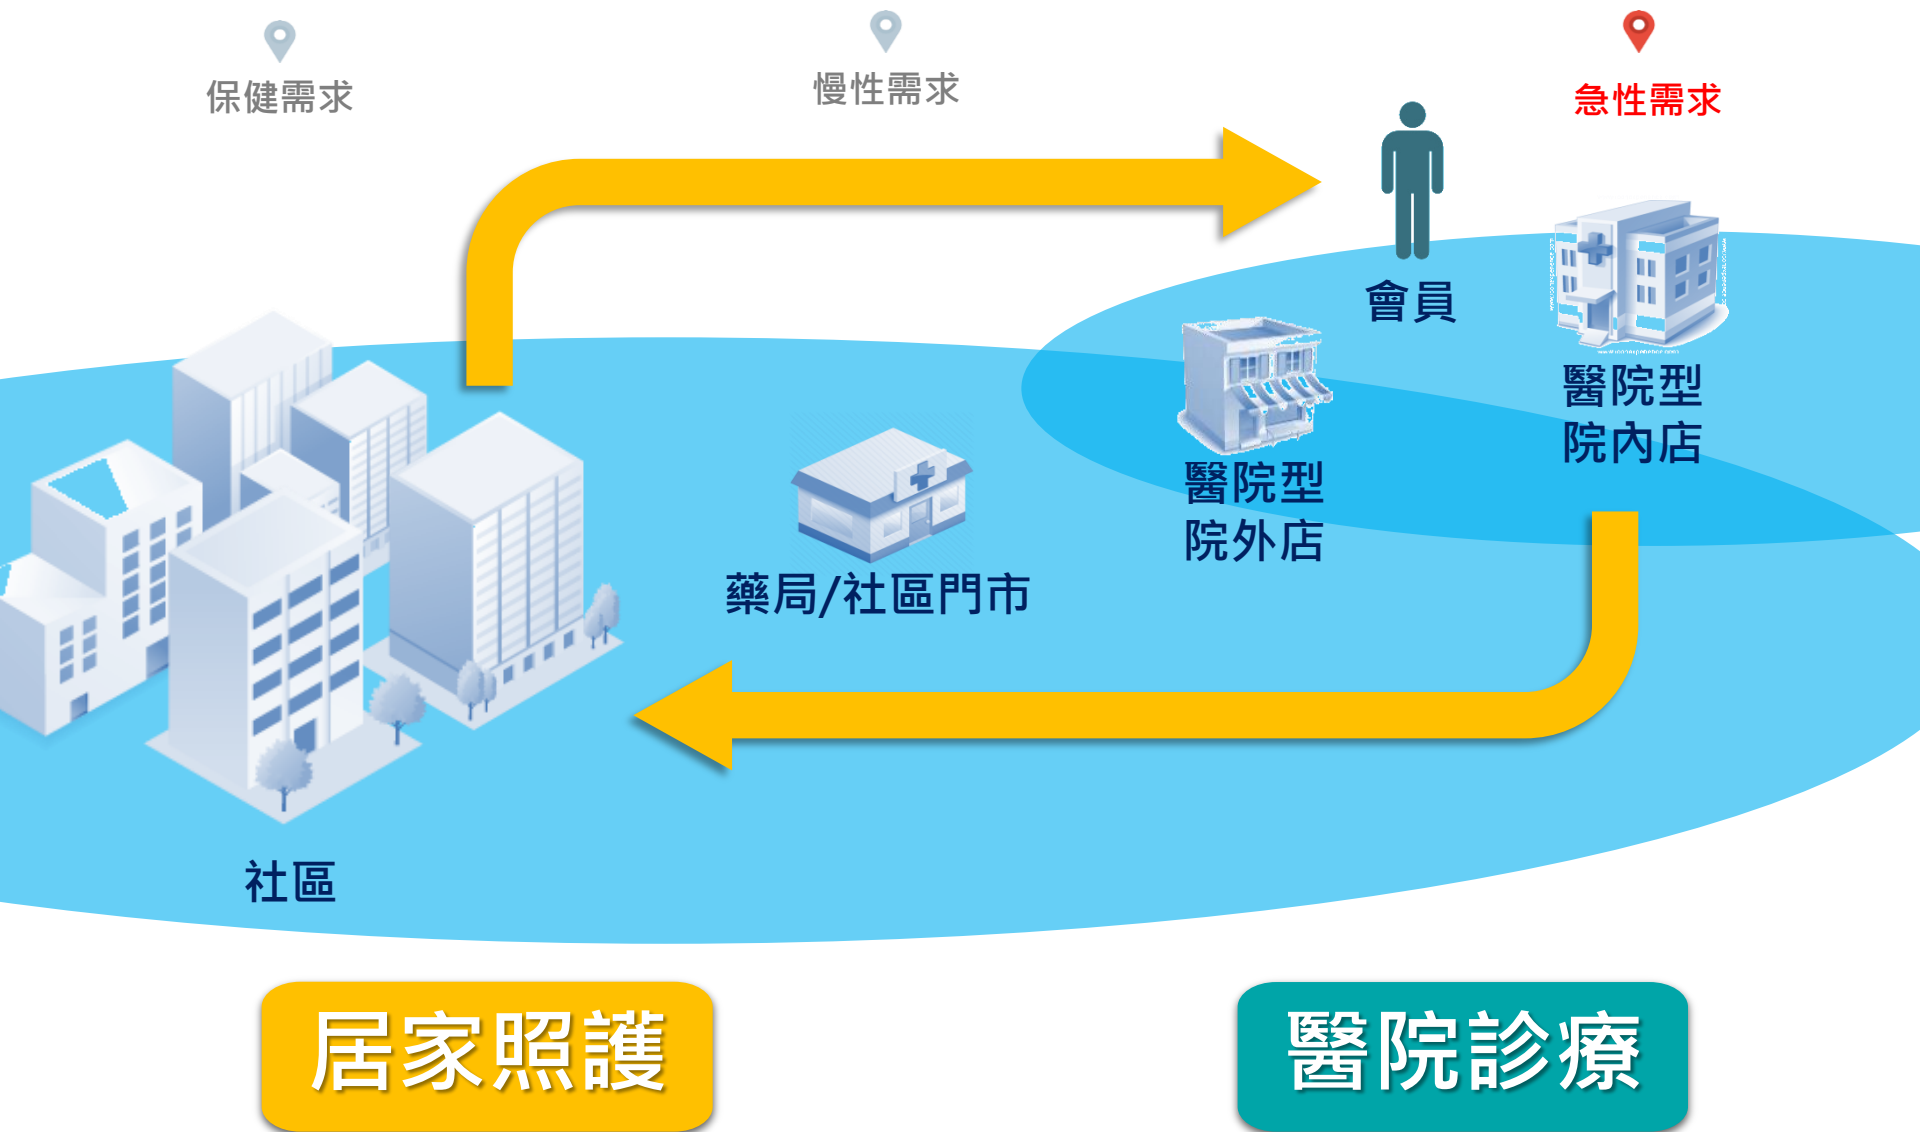 保健需求
慢性需求
急性需求
會員
醫院型
院內店
醫院型
院外店
藥局/社區門市
社區
居家照護
醫院診療